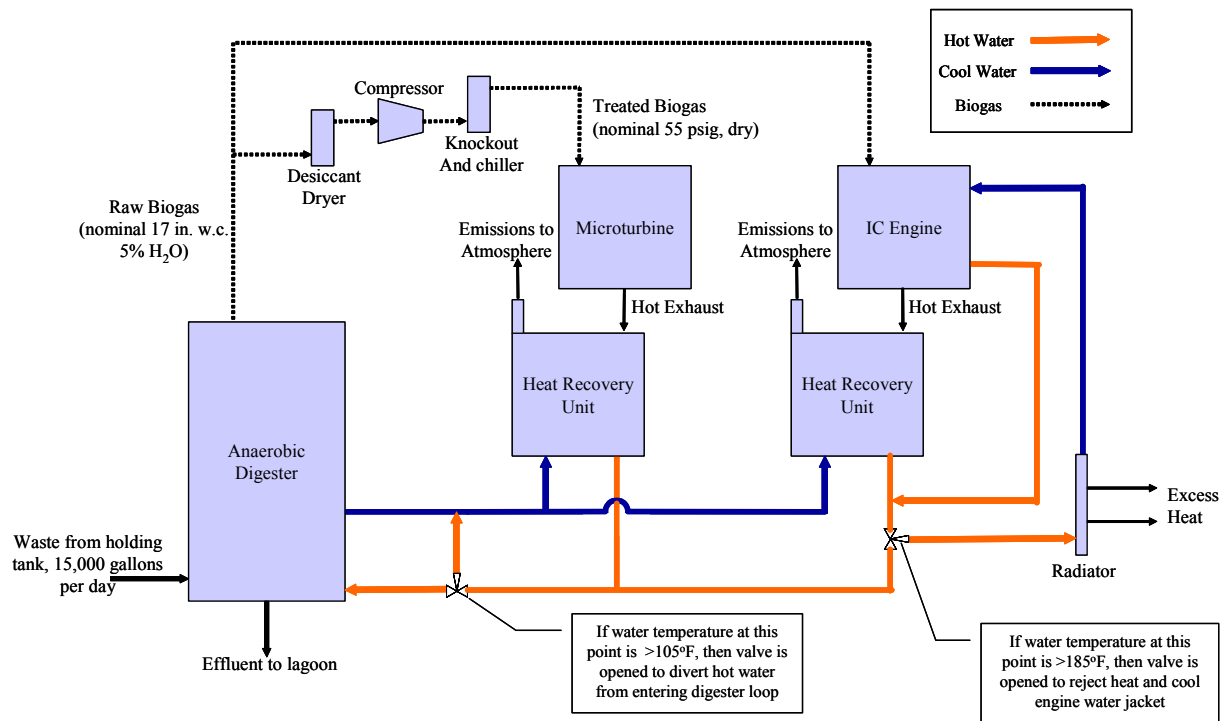 Hot Water
Cool Water
Biogas
Compressor
Treated Biogas
(nominal 55 psig, dry)
Knockout
And chiller
Desiccant
Dryer
Raw Biogas
(nominal 17 in. w.c.
5% H₂O)
Emissions to
Atmosphere
Microturbine
Emissions to
Atmosphere
IC Engine
Hot Exhaust
Hot Exhaust
Heat Recovery
Unit
Heat Recovery
Unit
Anaerobic
Digester
Excess
Heat
Waste from holding
tank, 15,000 gallons
per day
Radiator
Effluent to lagoon
If water temperature at this
point is >105ºF, then valve is
opened to divert hot water
from entering digester loop
If water temperature at this
point is >185ºF, then valve is
opened to reject heat and cool
engine water jacket